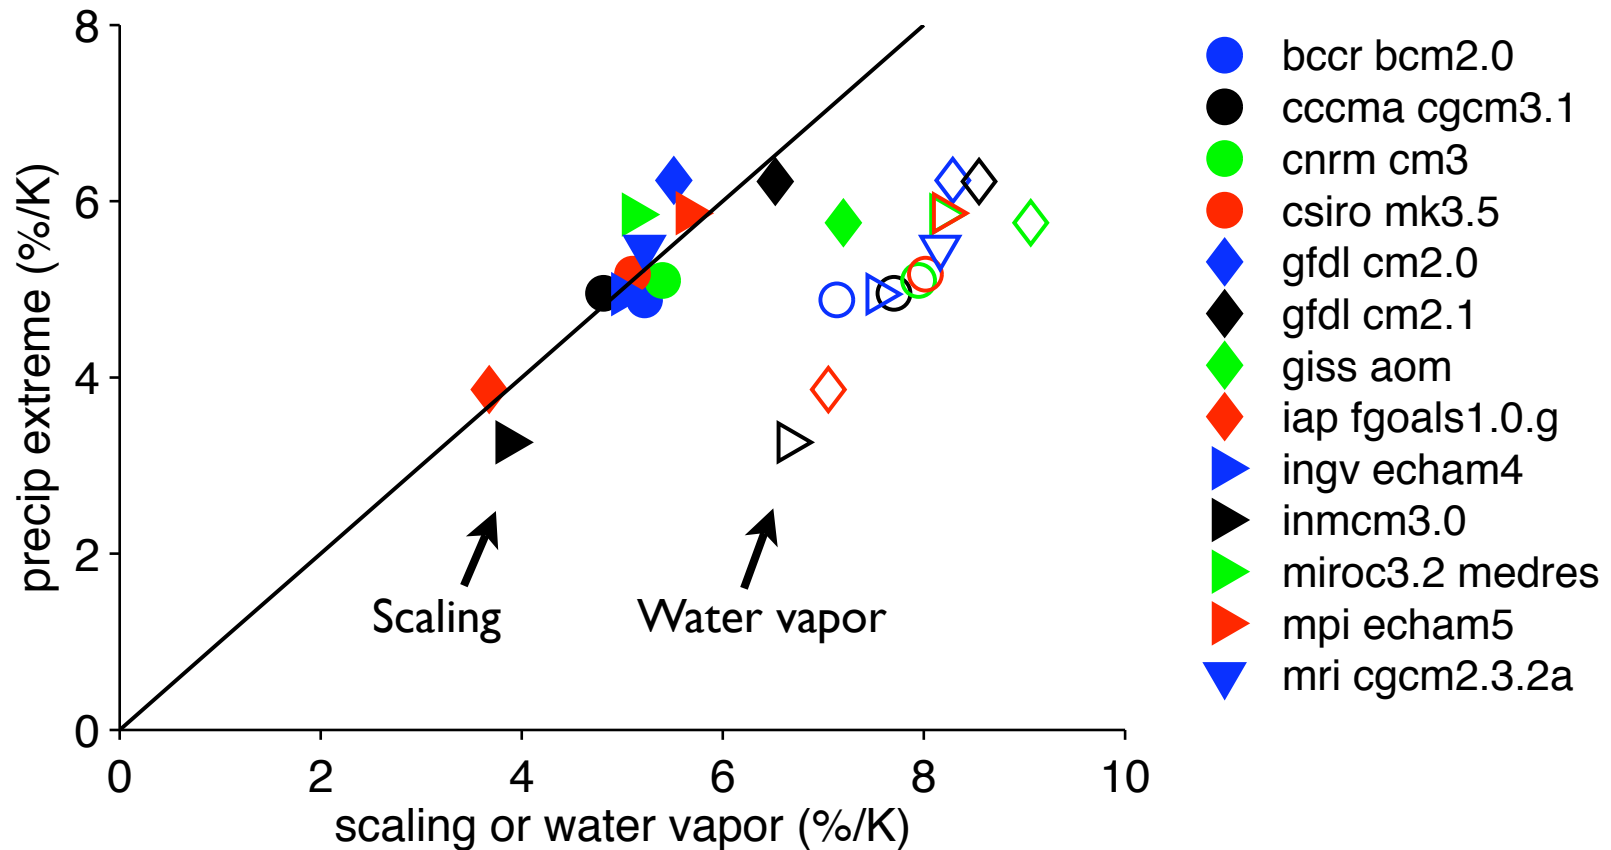 8
6
4
2
0
precip extreme (%/K)
0 2 4 6 8 10
scaling or water vapor (%/K)
Scaling
Water vapor
bccr bcm2.0
cccma cgcm3.1
cnrm cm3
csiro mk3.5
gfdl cm2.0
gfdl cm2.1
giss aom
iap fgoals1.0.g
ingv echam4
inmcm3.0
miroc3.2 medres
mpi echam5
mri cgcm2.3.2a